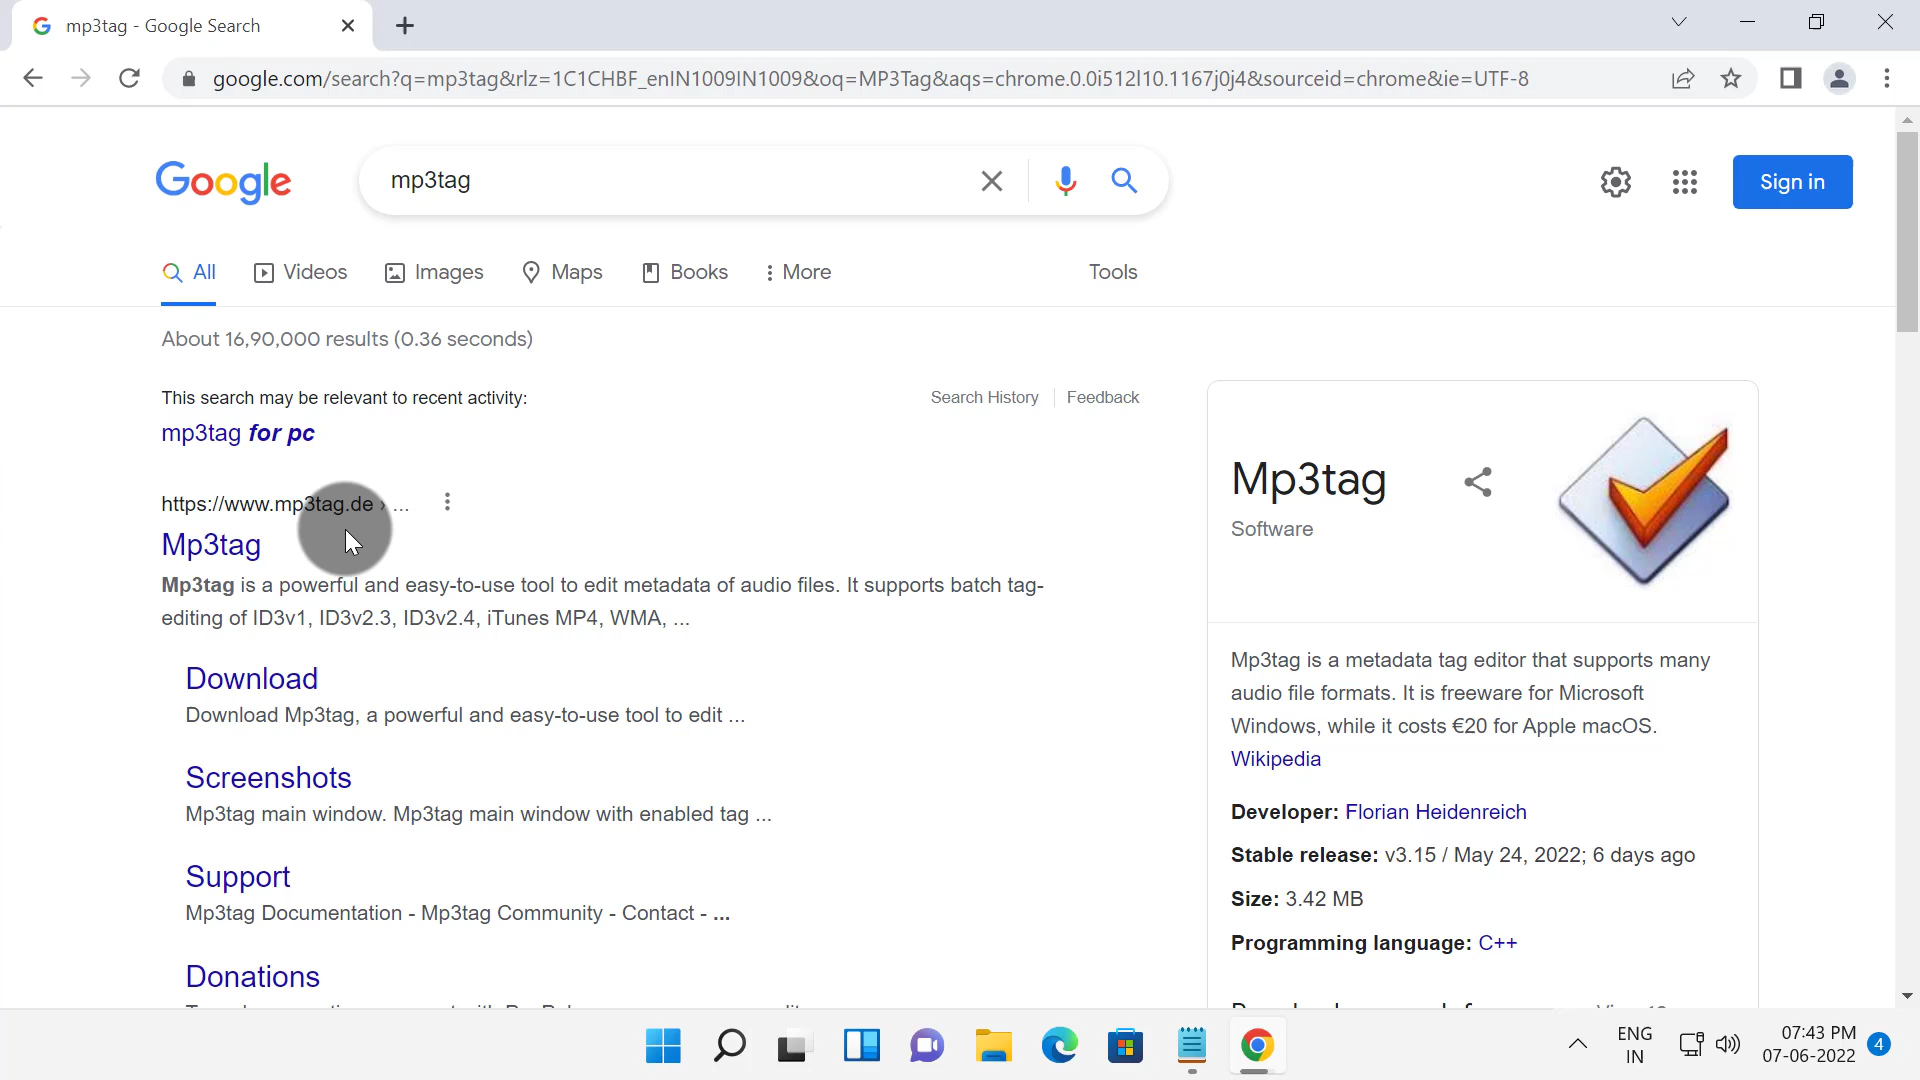 mp3tag - Google Search
google.com/search?q=mp3tag&rlz=1C1CHBF_enIN1009IN1009&oq=MP3Tag&aqs=chrome.0.0i512l10.1167j0j4&sourceid=chrome&ie=UTF-8
Google
mp3tag
Sign in
All
Videos
Images
Maps
Books
More
Tools
About 16,90,000 results (0.36 seconds)
This search may be relevant to recent activity:
Search History
Feedback
mp3tag for pc
https://www.mp3tag.de › ...
Mp3tag
Mp3tag is a powerful and easy-to-use tool to edit metadata of audio files. It supports batch tag-
editing of ID3v1, ID3v2.3, ID3v2.4, iTunes MP4, WMA, ...
Download
Download Mp3tag, a powerful and easy-to-use tool to edit ...
Screenshots
Mp3tag main window. Mp3tag main window with enabled tag ...
Support
Mp3tag Documentation - Mp3tag Community - Contact - ...
Donations
Mp3tag
Software
Mp3tag is a metadata tag editor that supports many
audio file formats. It is freeware for Microsoft
Windows, while it costs €20 for Apple macOS.
Wikipedia
Developer: Florian Heidenreich
Stable release: v3.15 / May 24, 2022; 6 days ago
Size: 3.42 MB
Programming language: C++
ENG
IN
07:43 PM
07-06-2022
4